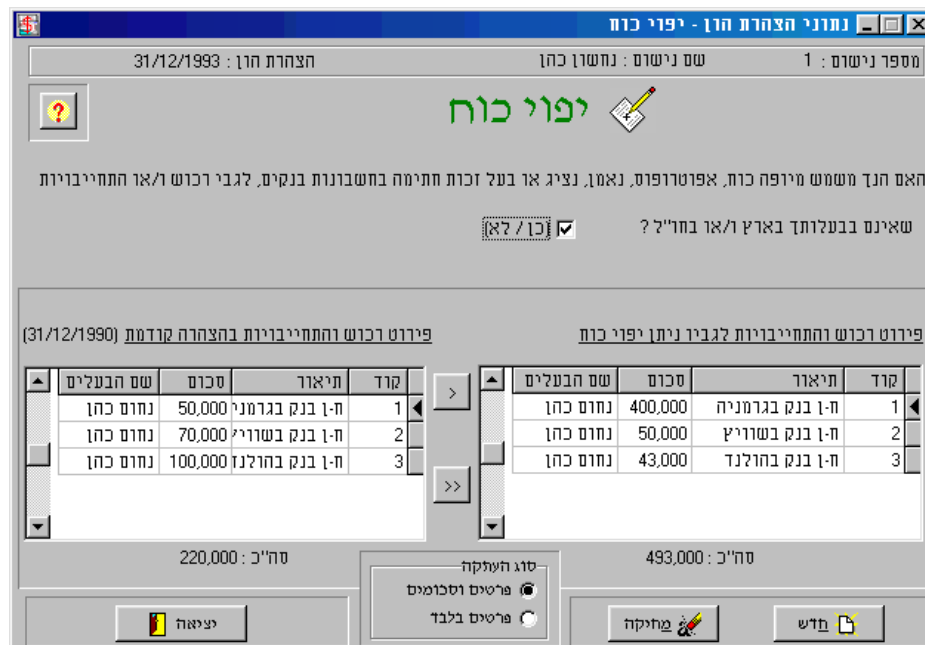 נתוני הצהרת הון - יפוי כוח
מספר נישום : 1 שם נישום : נחשון כהן הצהרת הון : 31/12/1993
יפוי כוח
האם הנך משמש מיופה כוח, אפוטרופוס, נאמן, נציג או בעל זכות חתימה בחשבונות בנקים, לגבי רכוש ו/או התחייבויות
שאינם בבעלותך בארץ ו/או בחו"ל ? (כן / לא)
פירוט רכוש והתחייבויות לגביו ניתן יפוי כוח
קוד תיאור סכום שם הבעלים
1 ח-ן בנק בגרמניה 400,000 נחום כהן
2 ח-ן בנק בשוויץ 50,000 נחום כהן
3 ח-ן בנק בהולנד 43,000 נחום כהן
סה''כ : 493,000
>
>>
פירוט רכוש והתחייבויות בהצהרה קודמת (31/12/1990)
קוד תיאור סכום שם הבעלים
1 ח-ן בנק בגרמני 50,000 נחום כהן
2 ח-ן בנק בשוויי 70,000 נחום כהן
3 ח-ן בנק בהולנד 100,000 נחום כהן
סה''כ : 220,000
סוג העתקה
פרטים וסכומים
פרטים בלבד
חדש
מחיקה
יציאה